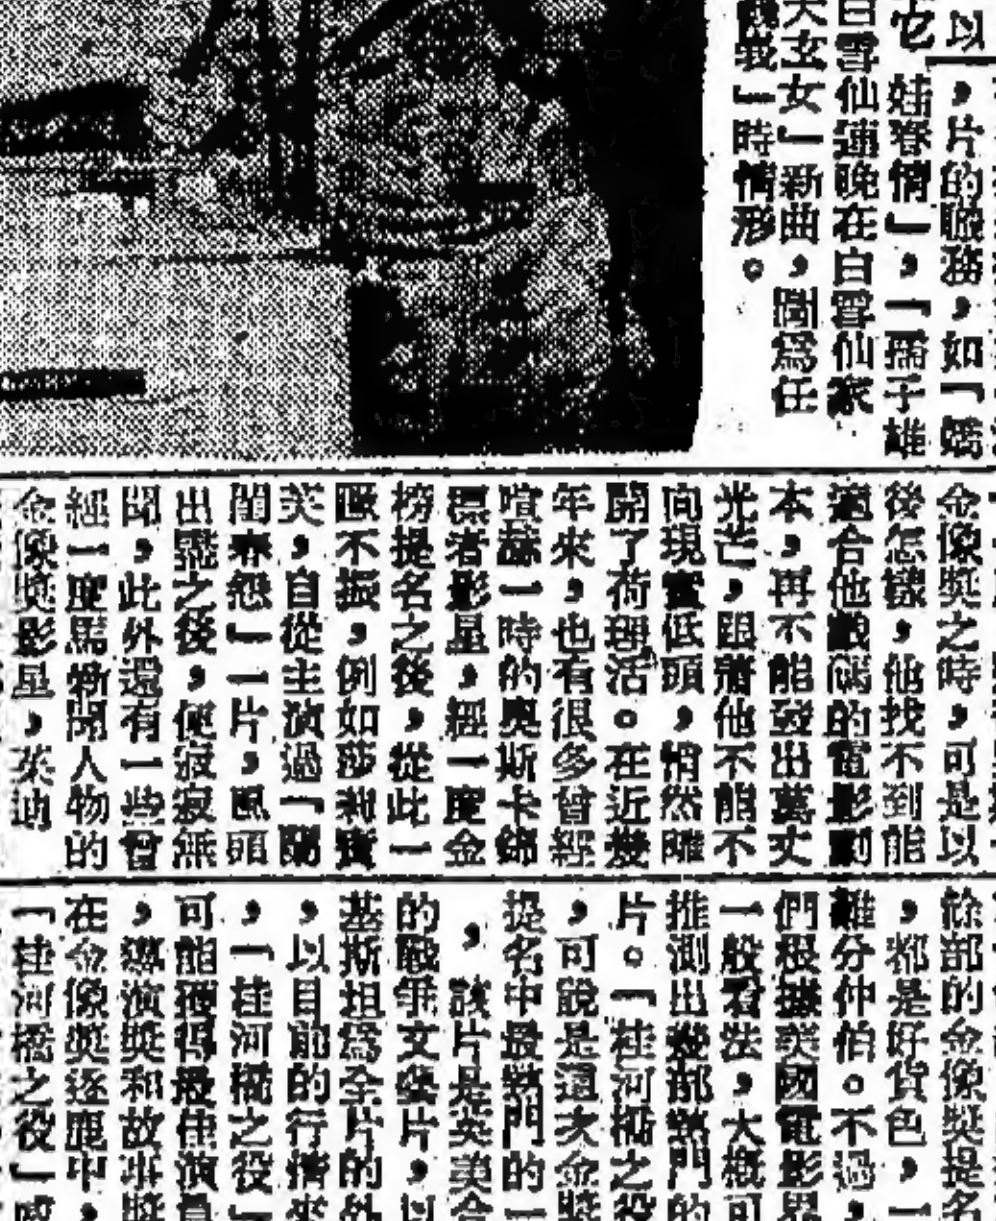 以
，片的職務，如「嬌
娃春情」，「孺子雄
白雪仙連晚在白雪仙家
女」新曲，圖爲任
」時情形。
金像獎之時，可是以
後怎樣，他找不到能
適合他戲碼的電影劇
本，再不能發出萬丈
光芒，跟着他不能不
向現實低頭，悄然離
開了荷里活。在近幾
年來，也有很多曾經
喧赫一時的奧斯卡錦
標者影星，經一度金
榜提名之後，從此一
蹶不振，例如莎莉賓
芙，自從主演過「蘭
閨春怨」一片，風頭
出盡之後，便寂寂無
聞，此外還有一些曾
經一度馬新聞人物的
金像獎影星，
餘部的金像獎提名
，都是好貨色，一
難分仲伯。不過，
們根據美國電影界
一般看法，大概可
推測出幾部熱門的
片。「桂河橋之役
，可說是這次金獎
提名中最熱門的一
，該片是英美合
的戰爭文藝片，以
基斯坦爲全片的外
，以目前的行情來
，「桂河橋之役」
可能獲得最佳演員
，導演獎和故事獎
在金像獎逐鹿中，
「桂河橋之役」